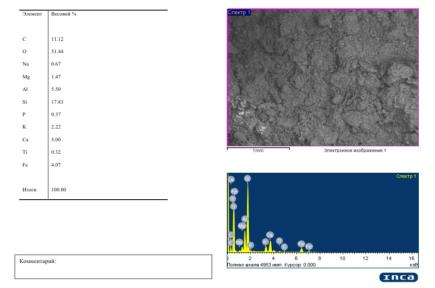 Элемент Весовой %
C 11.12
O 51.44
Na 0.67
Mg 1.47
Al 5.50
Si 17.83
P 0.37
K 2.22
Ca 5.00
Ti 0.32
Fe 4.07
Итоги 100.00
Комментарий:
Спектр 1
1mm Электронное изображение 1
Спектр 1
0 2 4 6 8 10 12 14 16
Полная шкала 4953 имп. Курсор: 0.000 кэВ
INCA